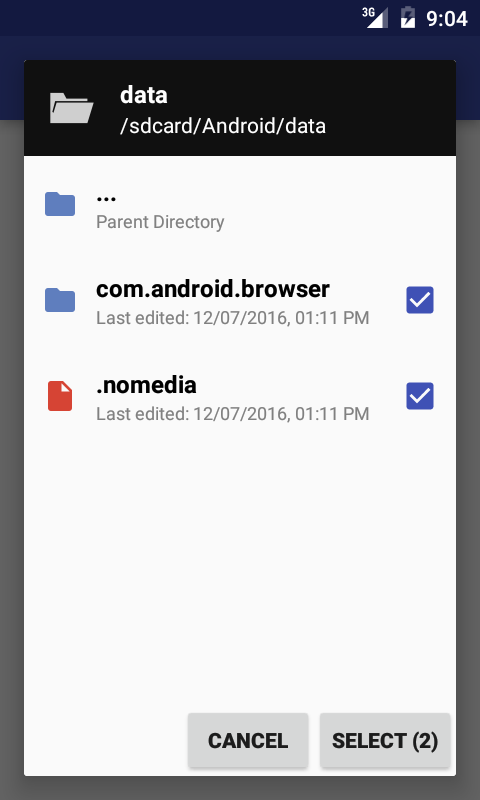 3G 9:04
data
/sdcard/Android/data
...
Parent Directory
com.android.browser
Last edited: 12/07/2016, 01:11 PM
.nomedia
Last edited: 12/07/2016, 01:11 PM
CANCEL SELECT (2)